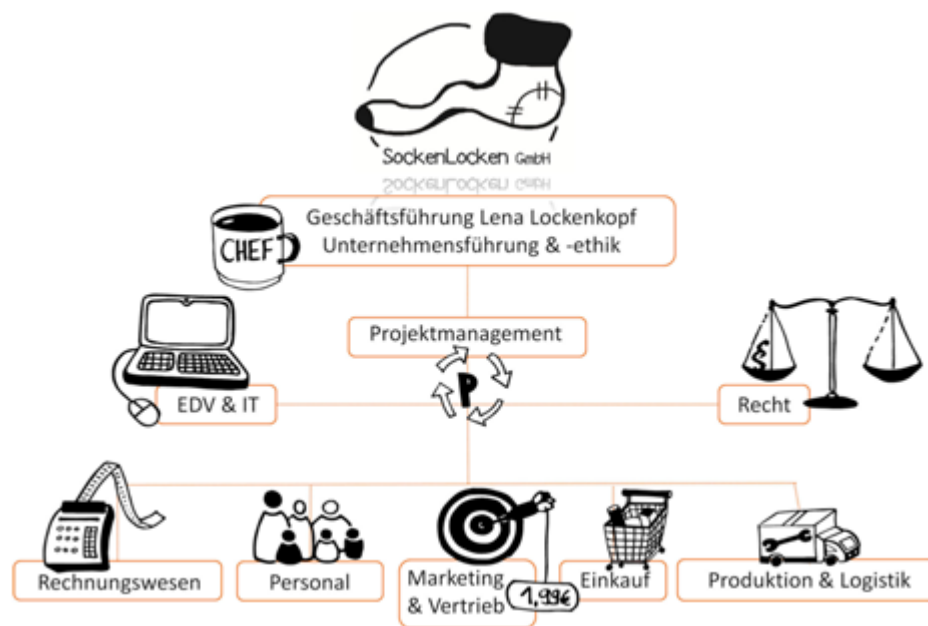 SockenLocken GmbH
Geschäftsführung Lena Lockenkopf
Unternehmensführung & -ethik
CHEF
Projektmanagement
P
EDV & IT
Recht
Rechnungswesen
Personal
Marketing
& Vertrieb
1,99€
Einkauf
Produktion & Logistik